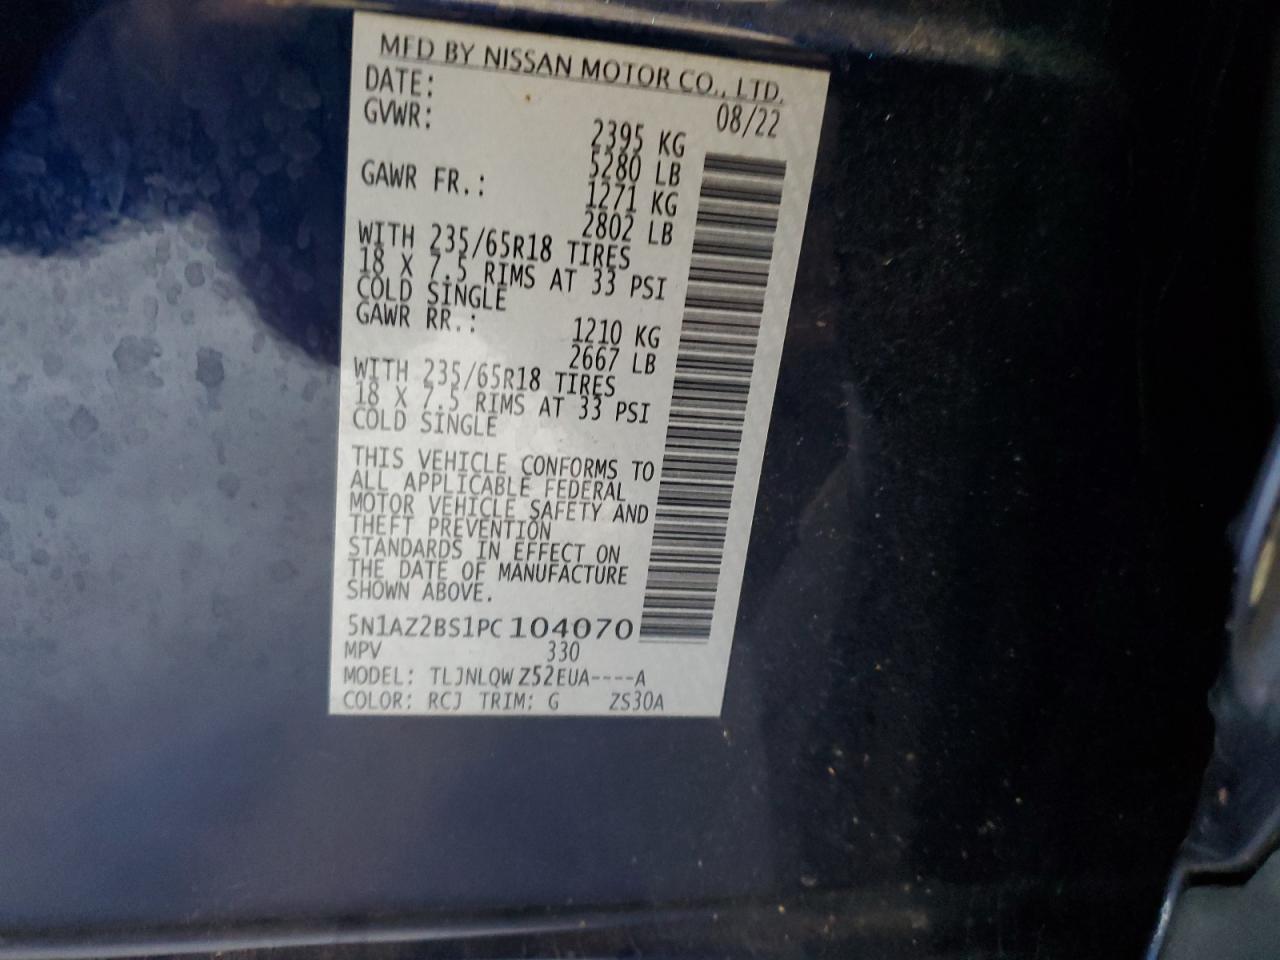 MFD BY NISSAN MOTOR CO., LTD.
DATE: 08/22
GVWR: 2395 KG
5280 LB
GAWR FR.: 1271 KG
2802 LB
WITH 235/65R18 TIRES
18 X 7.5 RIMS AT 33 PSI
COLD SINGLE
GAWR RR.: 1210 KG
2667 LB
WITH 235/65R18 TIRES
18 X 7.5 RIMS AT 33 PSI
COLD SINGLE
THIS VEHICLE CONFORMS TO
ALL APPLICABLE FEDERAL
MOTOR VEHICLE SAFETY AND
THEFT PREVENTION
STANDARDS IN EFFECT ON
THE DATE OF MANUFACTURE
SHOWN ABOVE.
5N1AZ2BS1PC104070
MPV 330
MODEL: TLJNLQW Z52EUA----A
COLOR: RCJ TRIM: G ZS30A